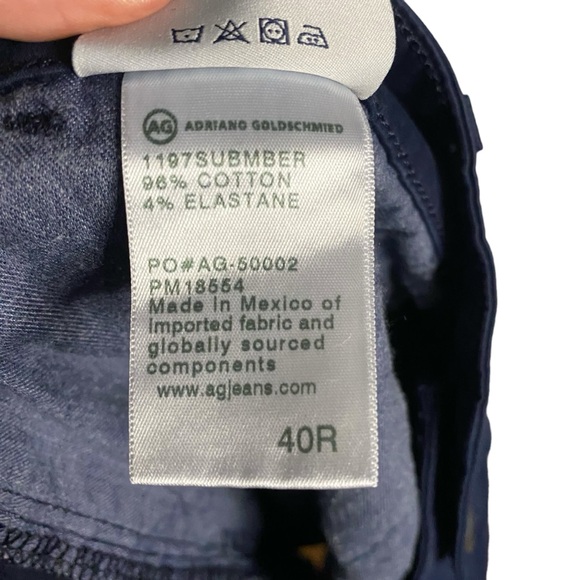 AG ADRIANO GOLDSCHMIED
1197SUBMBER
96% COTTON
4% ELASTANE
PO#AG-50002
PM18554
Made in Mexico of
imported fabric and
globally sourced
components
www.agjeans.com
40R